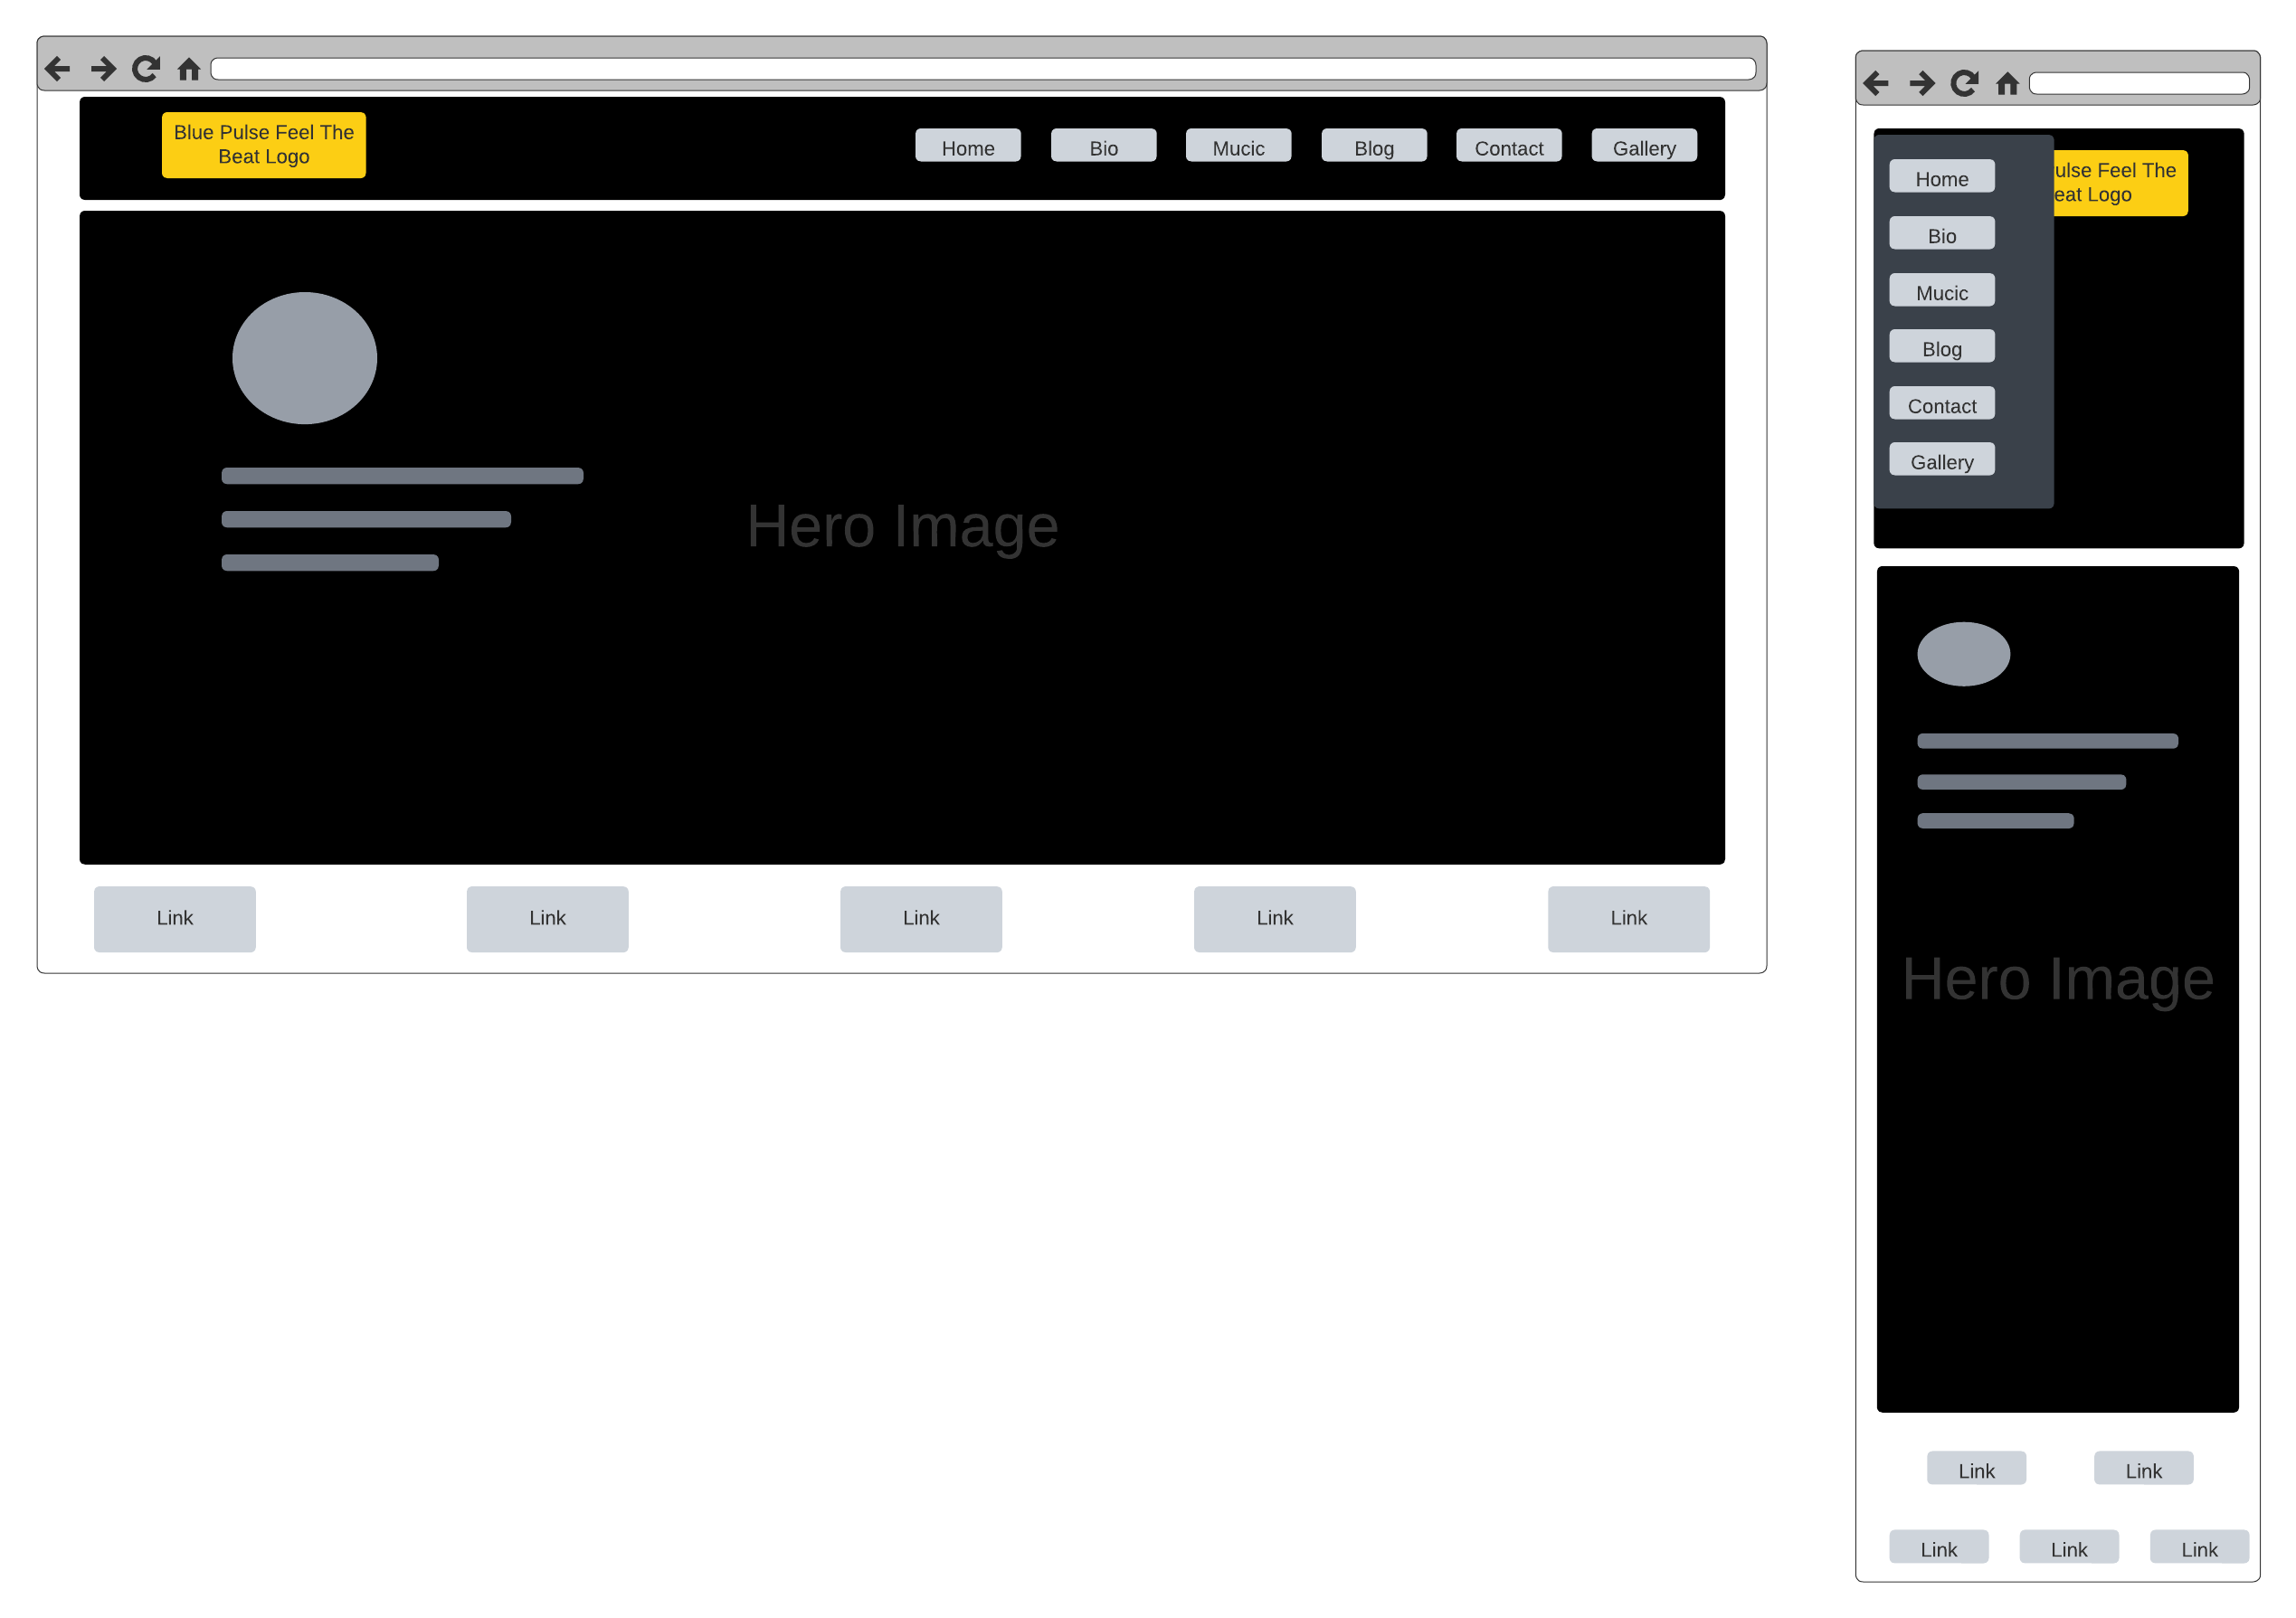 Blue Pulse Feel The
Beat Logo
Home
Bio
Mucic
Blog
Contact
Gallery
Hero Image
Link
Link
Link
Link
Link
ulse Feel The
eat Logo
Home
Bio
Mucic
Blog
Contact
Gallery
Hero Image
Link
Link
Link
Link
Link